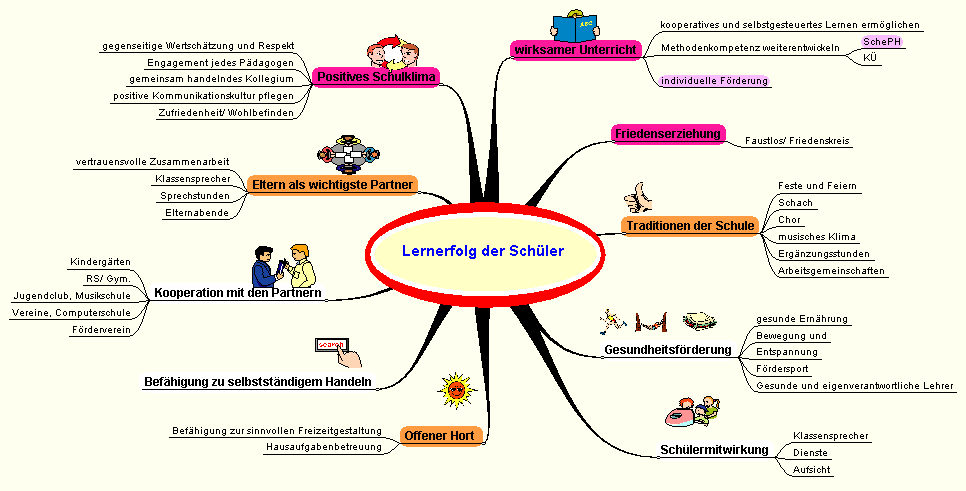 Lernerfolg der Schüler
wirksamer Unterricht
ABC
kooperatives und selbstgesteuertes Lernen ermöglichen
Methodenkompetenz weiterentwickeln
SchePH
KÜ
individuelle Förderung
Friedenserziehung
Faustlos/ Friedenskreis
Traditionen der Schule
Feste und Feiern
Schach
Chor
musisches Klima
Ergänzungsstunden
Arbeitsgemeinschaften
Gesundheitsförderung
gesunde Ernährung
Bewegung und
Entspannung
Fördersport
Gesunde und eigenverantwortliche Lehrer
Schülermitwirkung
Klassensprecher
Dienste
Aufsicht
Offener Hort
Befähigung zur sinnvollen Freizeitgestaltung
Hausaufgabenbetreuung
Befähigung zu selbstständigem Handeln
search
Kooperation mit den Partnern
Kindergärten
RS/ Gym.
Jugendclub, Musikschule
Vereine, Computerschule
Förderverein
Eltern als wichtigste Partner
vertrauensvolle Zusammenarbeit
Klassensprecher
Sprechstunden
Elternabende
Positives Schulklima
gegenseitige Wertschätzung und Respekt
Engagement jedes Pädagogen
gemeinsam handelndes Kollegium
positive Kommunikationskultur pflegen
Zufriedenheit/ Wohlbefinden